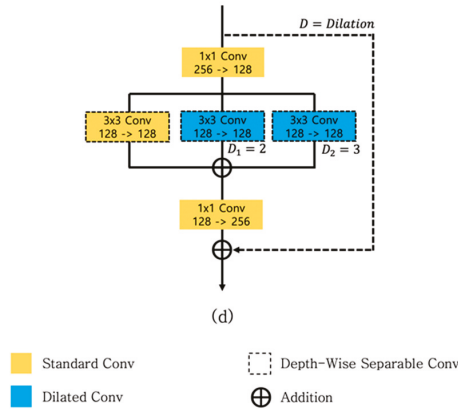 D = Dilation
1x1 Conv
256 -> 128
3x3 Conv
128 -> 128
3x3 Conv
128 -> 128
3x3 Conv
128 -> 128
D₁ = 2
D₂ = 3
1x1 Conv
128 -> 256
(d)
Standard Conv
Depth-Wise Separable Conv
Dilated Conv
Addition